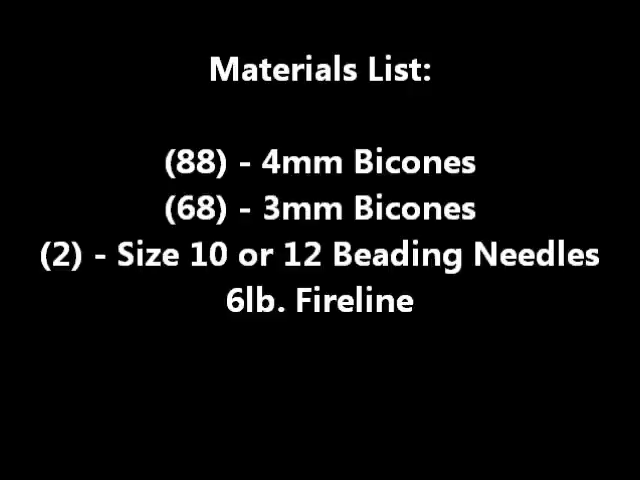 Materials List:
(88) - 4mm Bicones
(68) - 3mm Bicones
(2) - Size 10 or 12 Beading Needles
6lb. Fireline